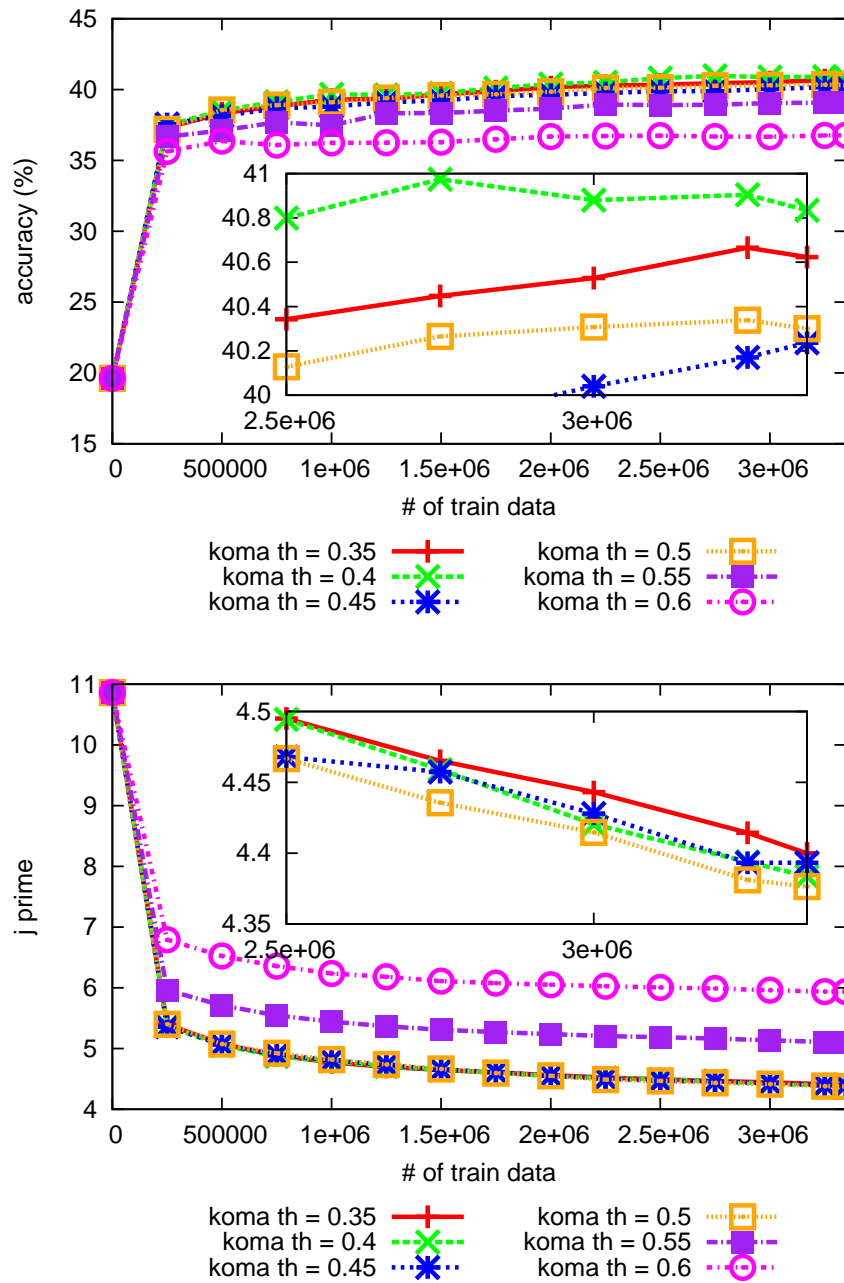 45
40
35
30
25
20
15
accuracy (%)
41
40.8
40.6
40.4
40.2
40
2.5e+06 3e+06
0 500000 1e+06 1.5e+06 2e+06 2.5e+06 3e+06
# of train data
koma th = 0.35 koma th = 0.5
koma th = 0.4 koma th = 0.55
koma th = 0.45 koma th = 0.6
11
10
9
8
7
6
5
4
j prime
4.5
4.45
4.4
4.35
2.5e+06 3e+06
0 500000 1e+06 1.5e+06 2e+06 2.5e+06 3e+06
# of train data
koma th = 0.35 koma th = 0.5
koma th = 0.4 koma th = 0.55
koma th = 0.45 koma th = 0.6